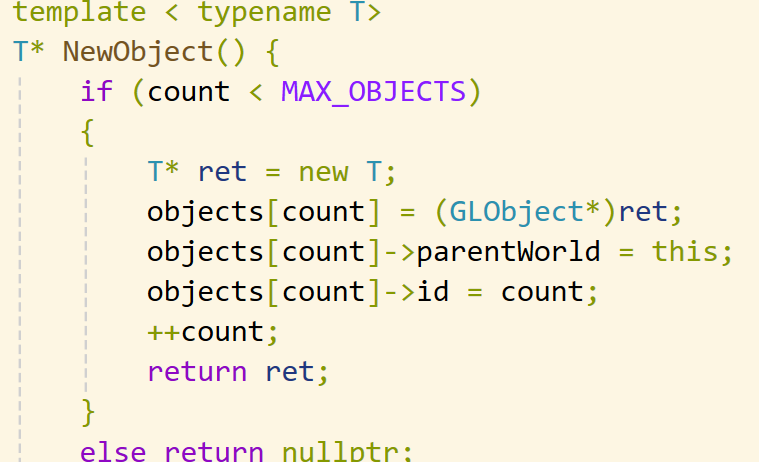 template < typename T>
T* NewObject() {
if (count < MAX_OBJECTS)
{
T* ret = new T;
objects[count] = (GLObject*)ret;
objects[count]->parentWorld = this;
objects[count]->id = count;
++count;
return ret;
}
else return nullptr;